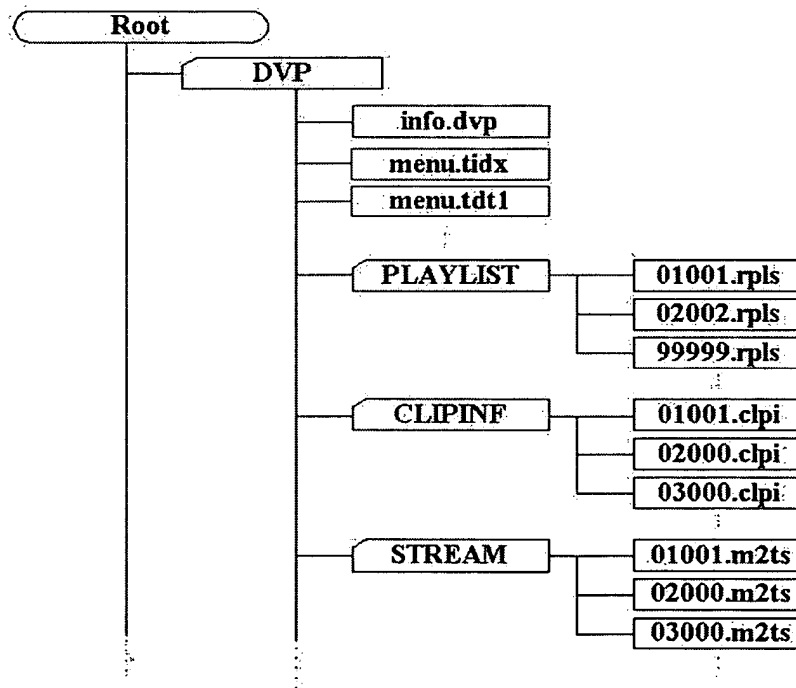 Root
DVP
info.dvp
menu.tidx
menu.tdt1
PLAYLIST
01001.rpls
02002.rpls
99999.rpls
CLIPINF
01001.clpi
02000.clpi
03000.clpi
STREAM
01001.m2ts
02000.m2ts
03000.m2ts